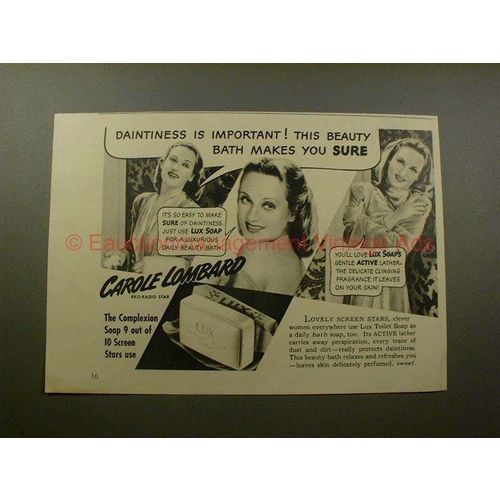 DAINTINESS IS IMPORTANT! THIS BEAUTY
BATH MAKES YOU SURE
IT'S SO EASY TO MAKE
SURE OF DAINTINESS.
JUST USE LUX SOAP
FOR A LUXURIOUS
DAILY BEAUTY BATH!
YOU'LL LOVE LUX SOAP'S
GENTLE ACTIVE LATHER—
THE DELICATE CLINGING
FRAGRANCE IT LEAVES
ON YOUR SKIN!
CAROLE LOMBARD
RKO-RADIO STAR
The Complexion
Soap 9 out of
10 Screen
Stars use
LUX
LUX
LOVELY SCREEN STARS, clever
women everywhere use Lux Toilet Soap as
a daily bath soap, too. Its ACTIVE lather
carries away perspiration, every trace of
dust and dirt—really protects daintiness.
This beauty bath relaxes and refreshes you
—leaves skin delicately perfumed, sweet.
16